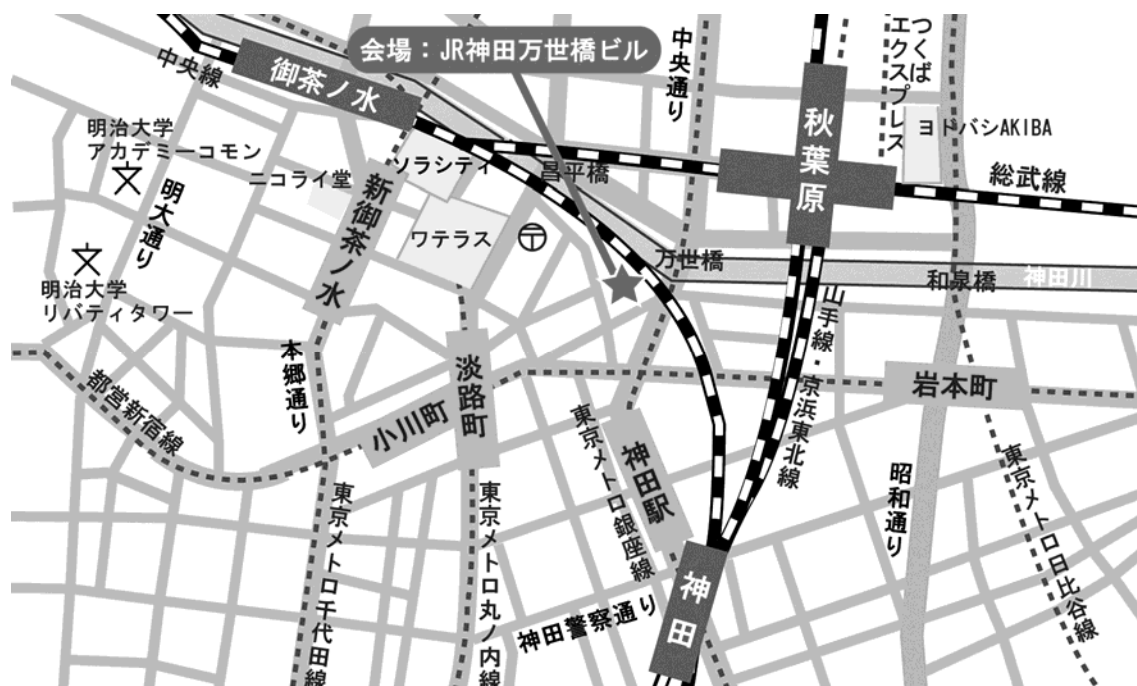 会場：JR神田万世橋ビル
中央線
御茶ノ水
中央通り
秋葉原
つくば
エクスプレス
ヨドバシAKIBA
明治大学
アカデミーコモン
ニコライ堂
ソラシティ
昌平橋
総武線
明大通り
新御茶ノ水
ワテラス
〒
万世橋
和泉橋
神田川
明治大学
リバティタワー
山手線・京浜東北線
本郷通り
淡路町
岩本町
都営新宿線
小川町
東京メトロ銀座線
神田駅
昭和通り
東京メトロ日比谷線
東京メトロ千代田線
東京メトロ丸ノ内線
神田警察通り
神田